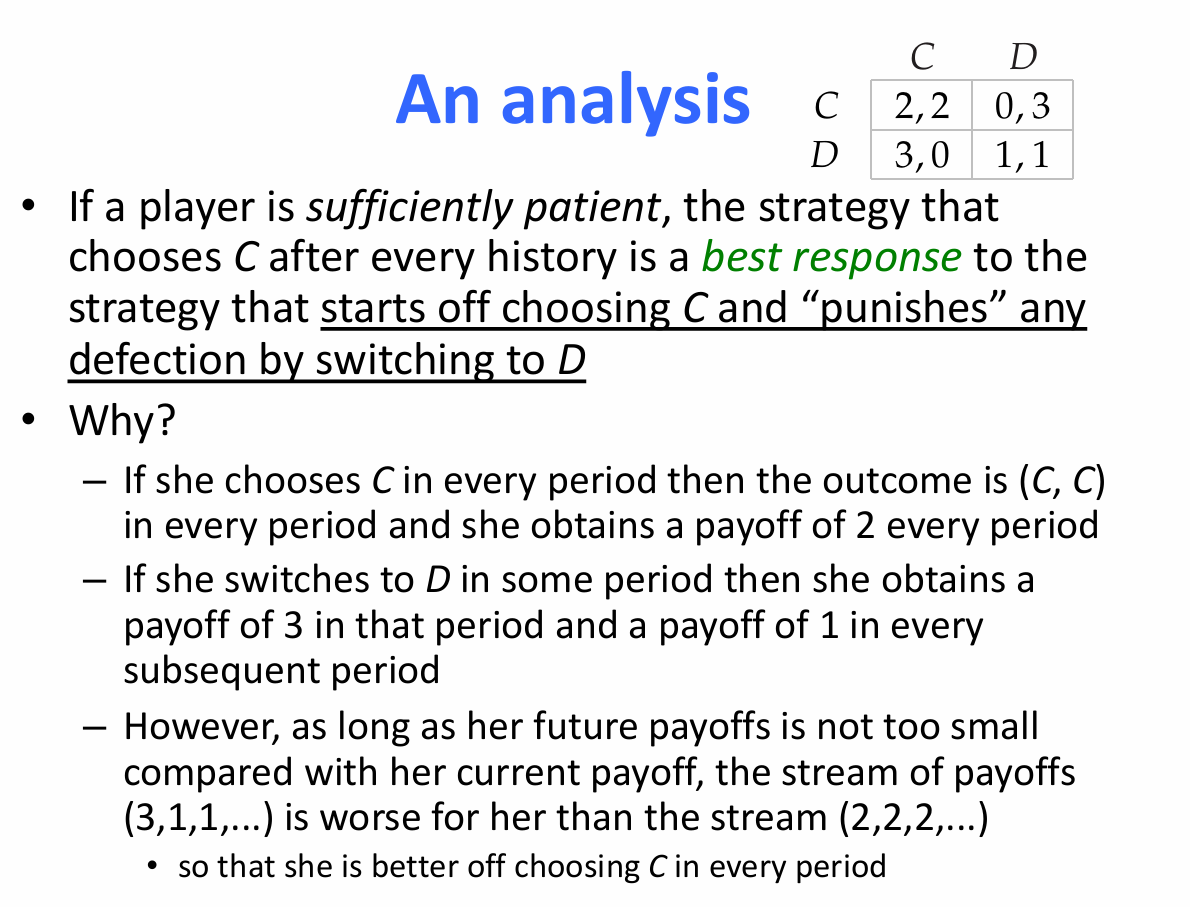 An analysis
C D
C 2, 2 0, 3
D 3, 0 1, 1
• If a player is sufficiently patient, the strategy that
chooses C after every history is a best response to the
strategy that starts off choosing C and “punishes” any
defection by switching to D
• Why?
– If she chooses C in every period then the outcome is (C, C)
in every period and she obtains a payoff of 2 every period
– If she switches to D in some period then she obtains a
payoff of 3 in that period and a payoff of 1 in every
subsequent period
– However, as long as her future payoffs is not too small
compared with her current payoff, the stream of payoffs
(3,1,1,...) is worse for her than the stream (2,2,2,...)
• so that she is better off choosing C in every period